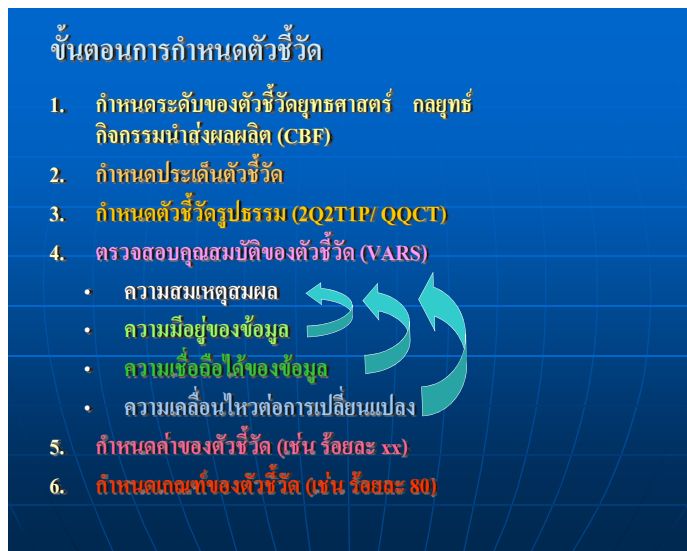 ขั้นตอนการกำหนดตัวชี้วัด
1. กำหนดระดับของตัวชี้วัดยุทธศาสตร์ กลยุทธ์
กิจกรรมนำส่งผลผลิต (CBF)
2. กำหนดประเด็นตัวชี้วัด
3. กำหนดตัวชี้วัดรูปธรรม (2Q2T1P/ QQCT)
4. ตรวจสอบคุณสมบัติของตัวชี้วัด (VARS)
• ความสมเหตุสมผล
• ความมีอยู่ของข้อมูล
• ความเชื่อถือได้ของข้อมูล
• ความเคลื่อนไหวต่อการเปลี่ยนแปลง
5. กำหนดค่าของตัวชี้วัด (เช่น ร้อยละ xx)
6. กำหนดเกณฑ์ของตัวชี้วัด (เช่น ร้อยละ 80)